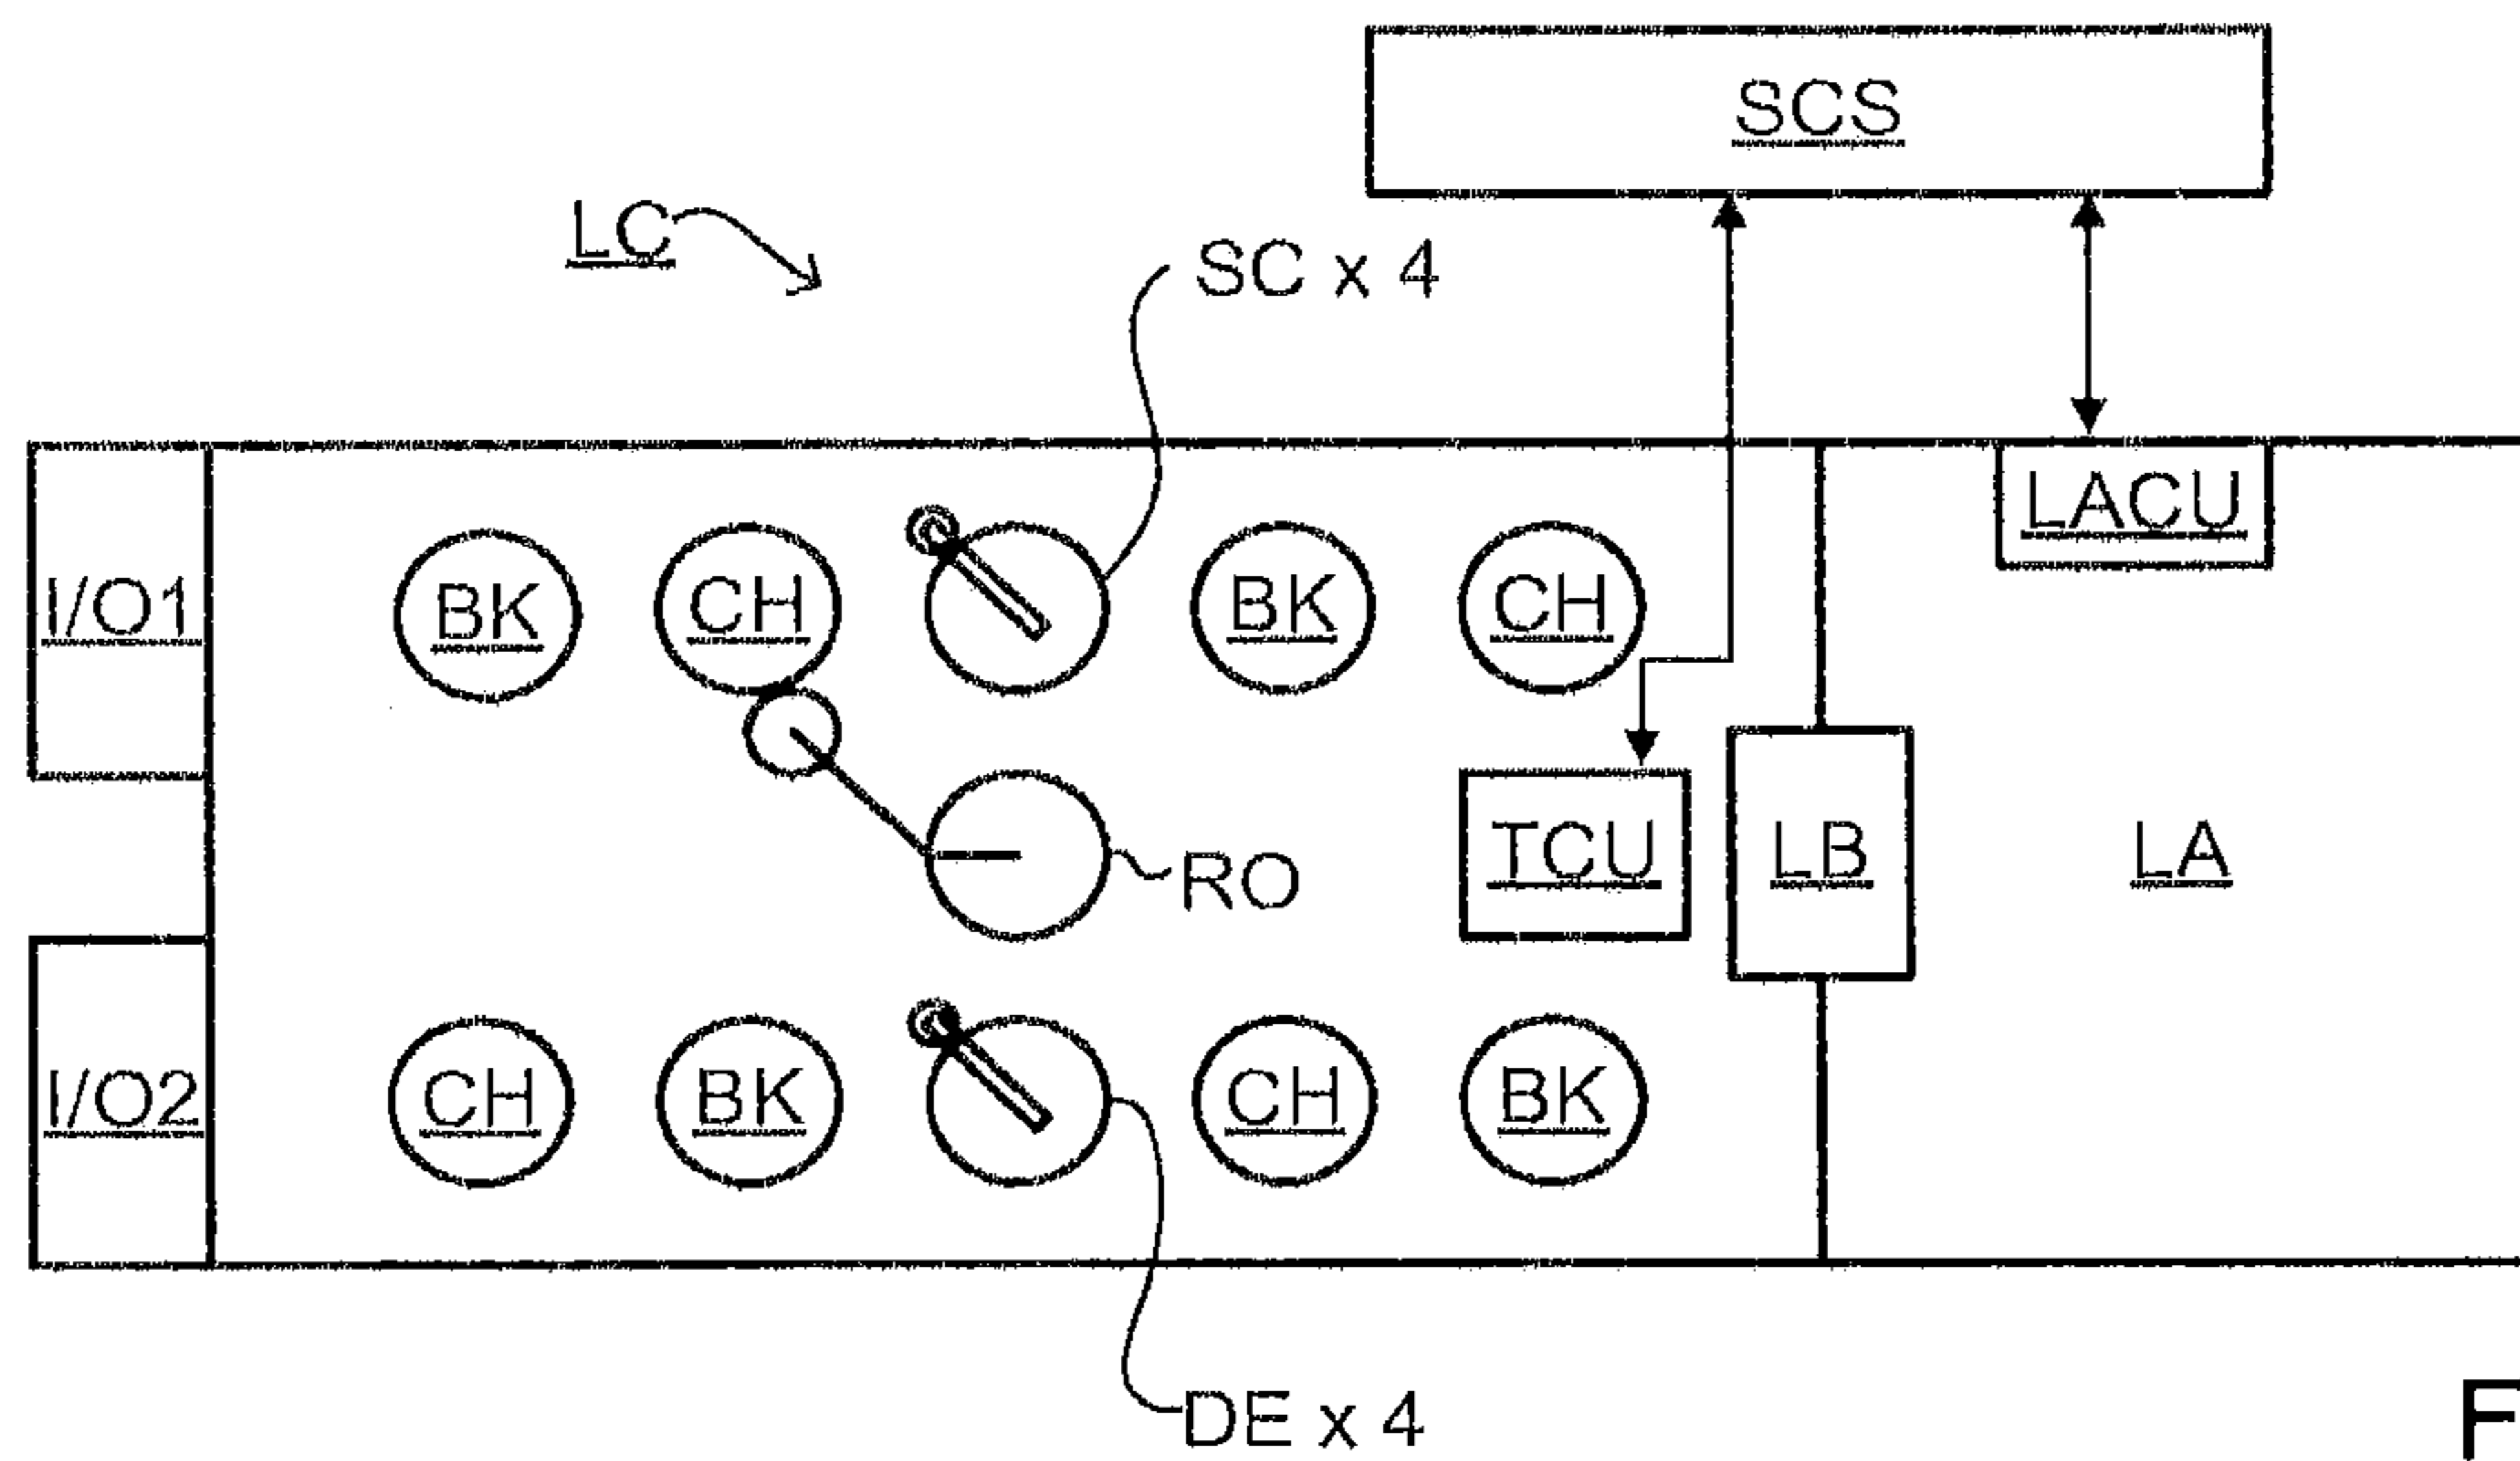 SCS
LC
SC x 4
LACU
I/O1
BK
CH
BK
CH
RO
TCU
LB
LA
I/O2
CH
BK
CH
BK
DE x 4
F